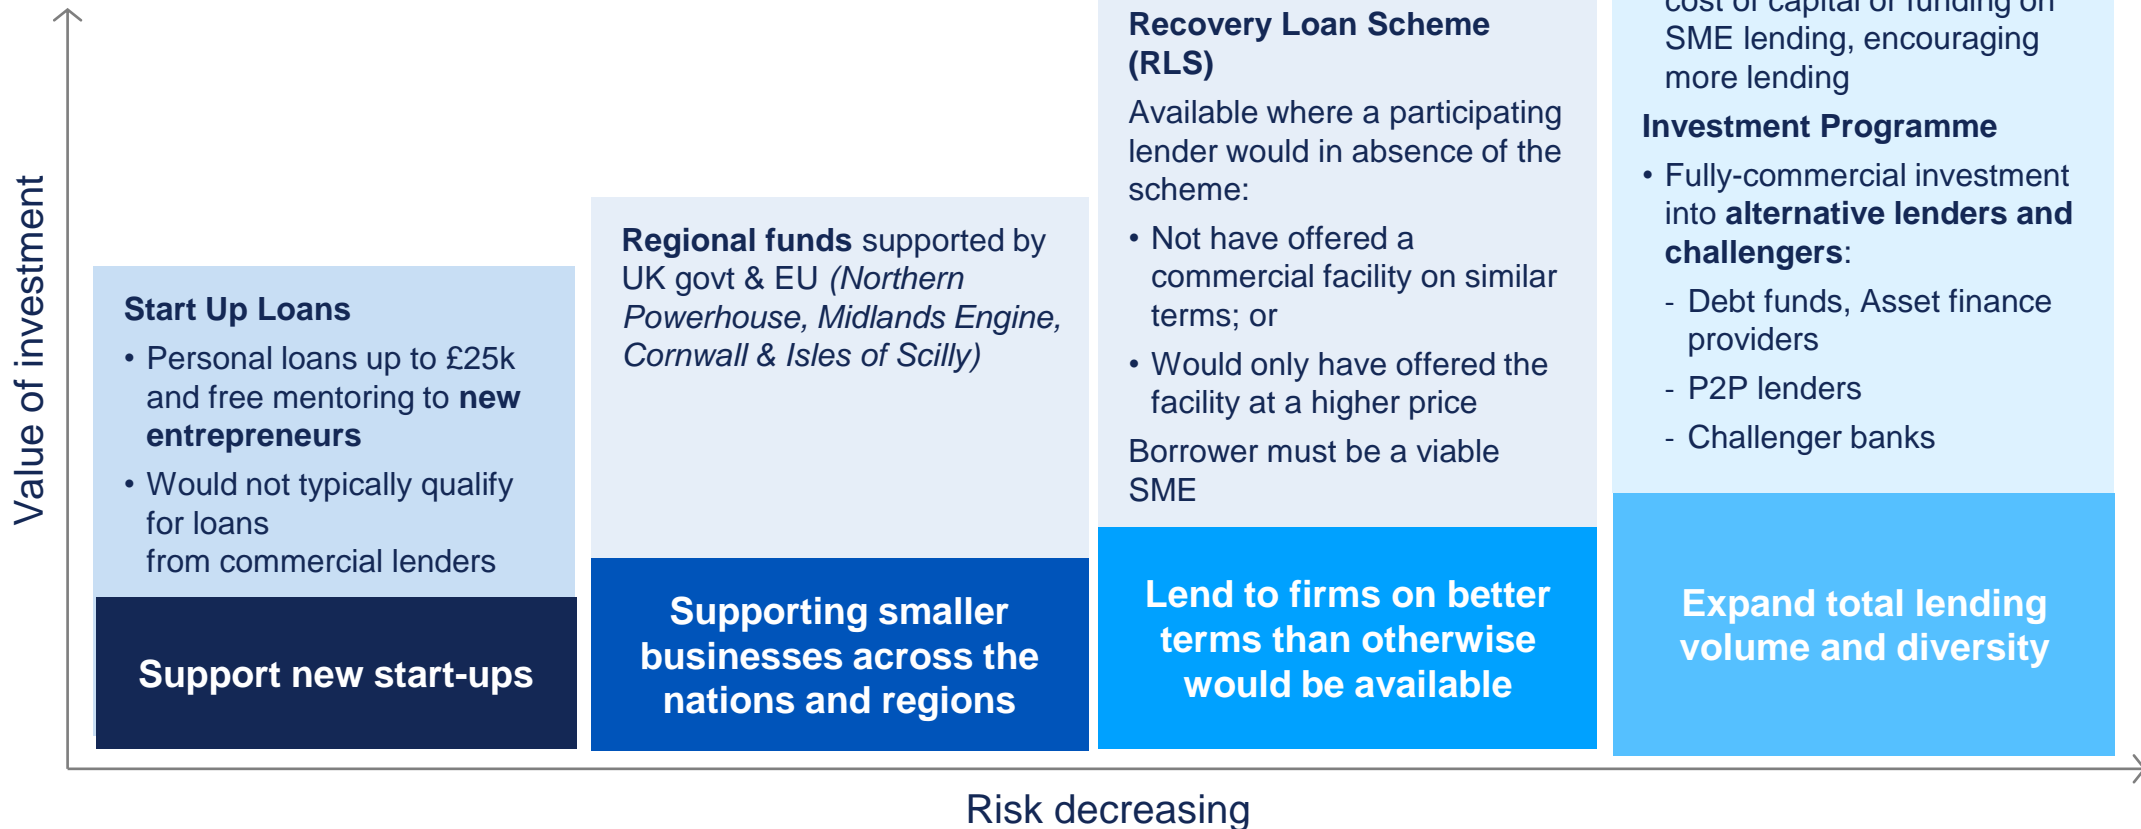 Value of investment
Start Up Loans
• Personal loans up to £25k
and free mentoring to new
entrepreneurs
• Would not typically qualify
for loans
from commercial lenders
Support new start-ups
Regional funds supported by
UK govt & EU (Northern
Powerhouse, Midlands Engine,
Cornwall & Isles of Scilly)
Supporting smaller
businesses across the
nations and regions
Recovery Loan Scheme
(RLS)
Available where a participating
lender would in absence of the
scheme:
• Not have offered a
commercial facility on similar
terms; or
• Would only have offered the
facility at a higher price
Borrower must be a viable
SME
Lend to firms on better
terms than otherwise
would be available
cost of capital of funding on
SME lending, encouraging
more lending
Investment Programme
• Fully-commercial investment
into alternative lenders and
challengers:
- Debt funds, Asset finance
providers
- P2P lenders
- Challenger banks
Expand total lending
volume and diversity
Risk decreasing